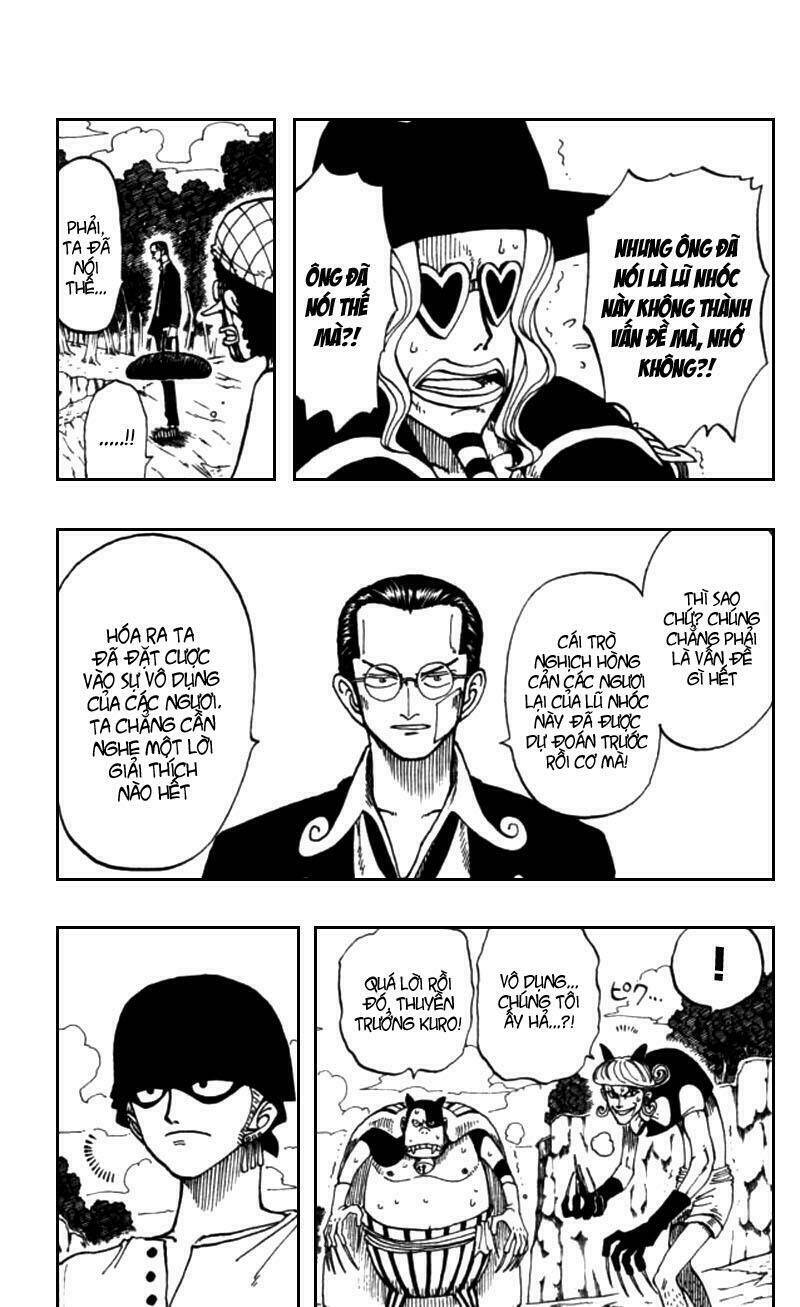 NHƯNG ÔNG ĐÃ
NÓI LÀ LŨ NHÓC
NÀY KHÔNG THÀNH
VẤN ĐỀ MÀ, NHỚ
KHÔNG?!
ÔNG ĐÃ
NÓI THẾ
MÀ?!
PHẢI,
TA ĐÃ
NÓI
THẾ...
......!!
THÌ SAO
CHỨ? CHÚNG
CHẲNG PHẢI
LÀ VẤN ĐỀ
GÌ HẾT
CÁI TRÒ
NGHỊCH HÒNG
CẢN CÁC NGƯƠI
LẠI CỦA LŨ NHÓC
NÀY ĐÃ ĐƯỢC
DỰ ĐOÁN TRƯỚC
RỒI CƠ MÀ!
HÓA RA TA
ĐÃ ĐẶT CƯỢC
VÀO SỰ VÔ DỤNG
CỦA CÁC NGƯƠI.
TA CHẲNG CẦN
NGHE MỘT LỜI
GIẢI THÍCH
NÀO HẾT
!
ピク...
VÔ DỤNG...
CHÚNG TÔI
ẤY HẢ...?!
QUÁ LỜI RỒI
ĐÓ, THUYỀN
TRƯỞNG KURO!